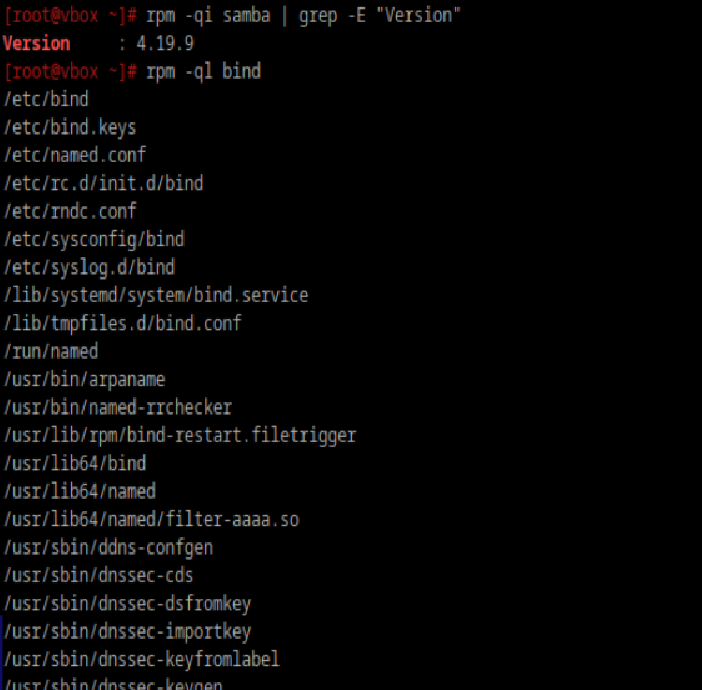 [root@vbox ~]# rpm -qi samba | grep -E "Version"
Version     : 4.19.9
[root@vbox ~]# rpm -ql bind
/etc/bind
/etc/bind.keys
/etc/named.conf
/etc/rc.d/init.d/bind
/etc/rndc.conf
/etc/sysconfig/bind
/etc/syslog.d/bind
/lib/systemd/system/bind.service
/lib/tmpfiles.d/bind.conf
/run/named
/usr/bin/arpaname
/usr/bin/named-rrchecker
/usr/lib/rpm/bind-restart.filetrigger
/usr/lib64/bind
/usr/lib64/named
/usr/lib64/named/filter-aaaa.so
/usr/sbin/ddns-confgen
/usr/sbin/dnssec-cds
/usr/sbin/dnssec-dsfromkey
/usr/sbin/dnssec-importkey
/usr/sbin/dnssec-keyfromlabel
/usr/sbin/dnssec-keygen